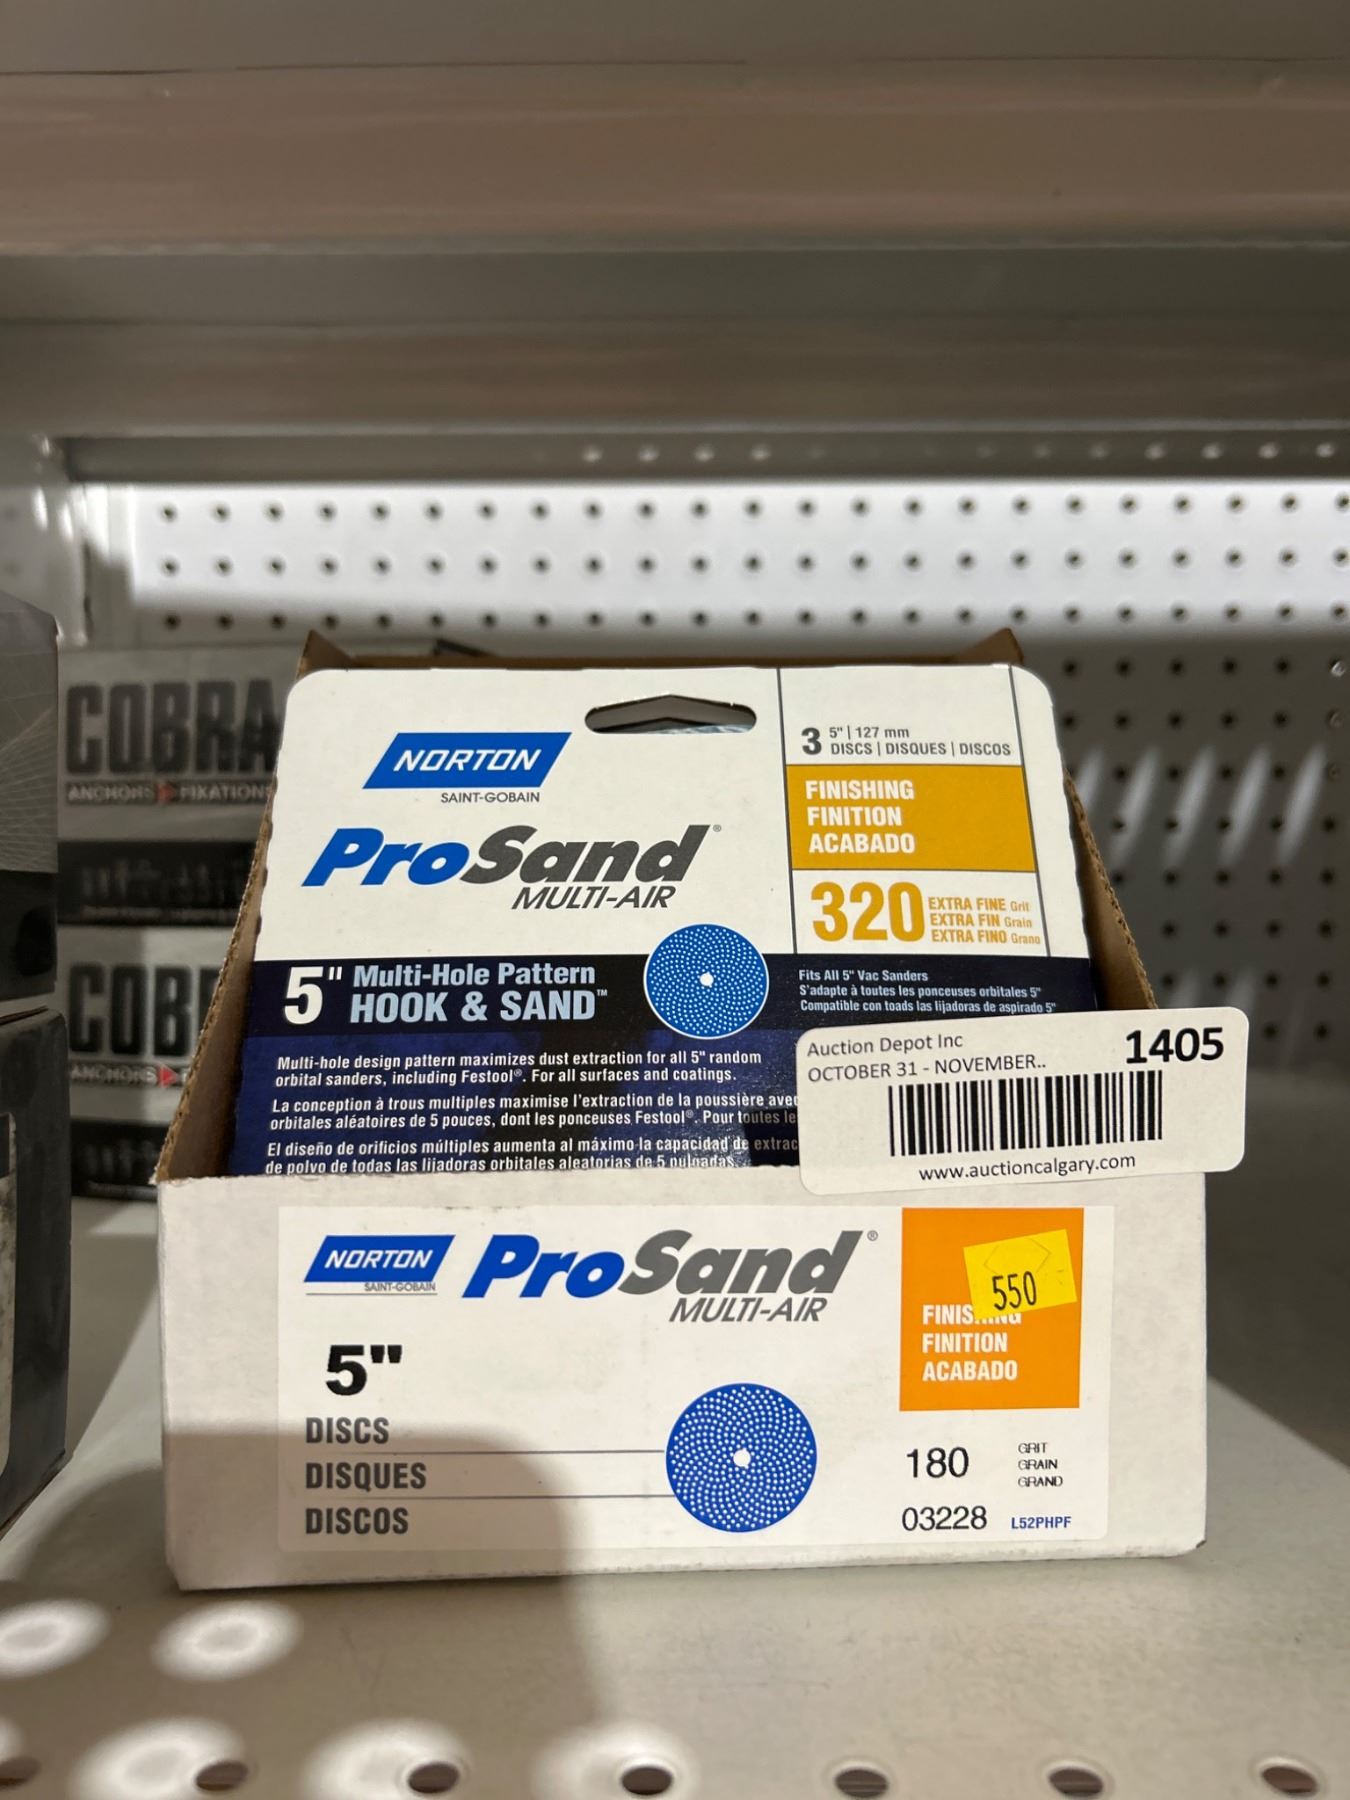 COBRA
ANCHORS FIXATIONS
COB
ANCHORS
NORTON
SAINT-GOBAIN
ProSand®
MULTI-AIR
3 5" | 127 mm
DISCS | DISQUES | DISCOS
FINISHING
FINITION
ACABADO
320
EXTRA FINE Grit
EXTRA FIN Grain
EXTRA FINO Grano
5" Multi-Hole Pattern
HOOK & SAND™
Fits All 5" Vac Sanders
S'adapte à toutes les ponceuses orbitales 5"
Compatible con toads las lijadoras de aspirado 5"
Multi-hole design pattern maximizes dust extraction for all 5" random
orbital sanders, including Festool®. For all surfaces and coatings.
La conception à trous multiples maximise l'extraction de la poussière avec
orbitales aléatoires de 5 pouces, dont les ponceuses Festool®. Pour toutes le
El diseño de orificios múltiples aumenta al máximo la capacidad de extrac
de polvo de todas las lijadoras orbitales aleatorias de 5 pulgadas.
Auction Depot Inc
1405
OCTOBER 31 - NOVEMBER..
www.auctioncalgary.com
NORTON
SAINT-GOBAIN
ProSand®
MULTI-AIR
5"
DISCS
DISQUES
DISCOS
550
FINISHING
FINITION
ACABADO
180
GRIT
GRAIN
GRAND
03228
L52PHPF